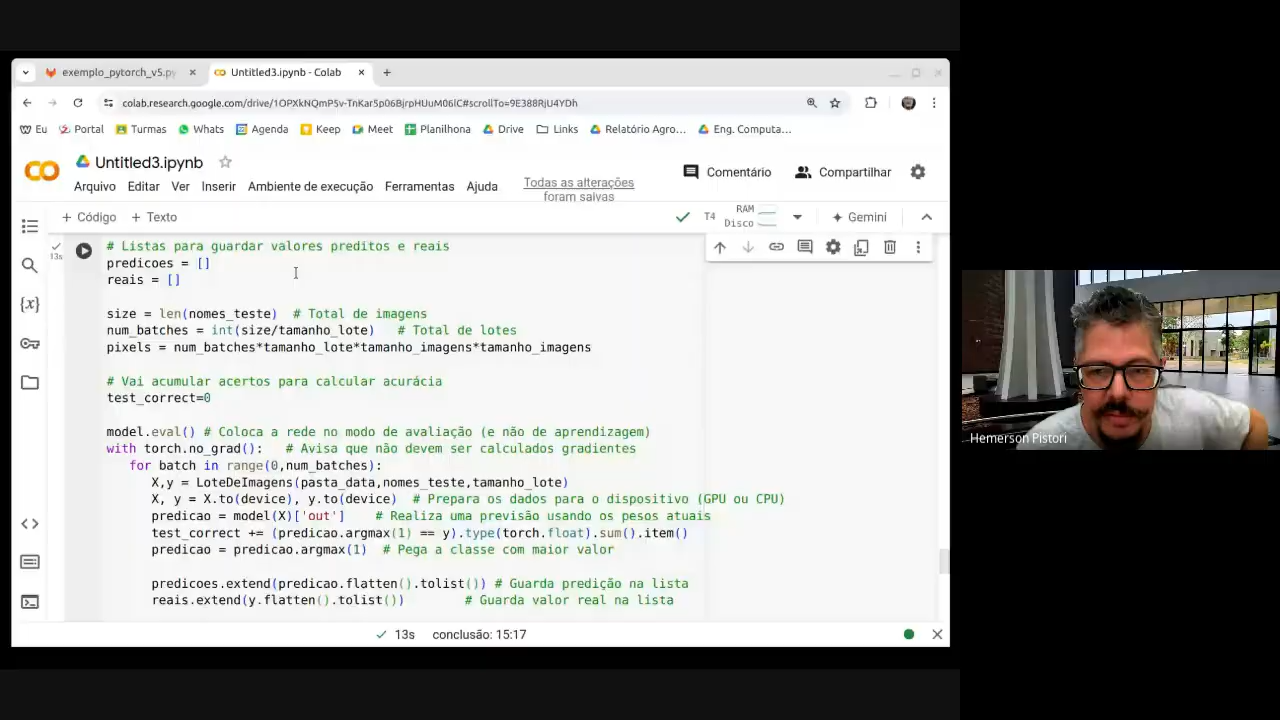 exemplo_pytorch_v5.py
Untitled3.ipynb - Colab
colab.research.google.com/drive/1OPXkNQmP5v-TnKar5p06BjrpHUuM06lC#scrollTo=9E388RjU4YDh
Eu Portal Turmas Whats Agenda Keep Meet Planilhona Drive Links Relatório Agro... Eng. Computa...
Untitled3.ipynb
Comentário Compartilhar
Arquivo Editar Ver Inserir Ambiente de execução Ferramentas Ajuda Todas as alterações
foram salvas
+ Código + Texto T4 RAM
Disco Gemini
13s
# Listas para guardar valores preditos e reais
predicoes = []
reais = []
size = len(nomes_teste)  # Total de imagens
num_batches = int(size/tamanho_lote)   # Total de lotes
pixels = num_batches*tamanho_lote*tamanho_imagens*tamanho_imagens
# Vai acumular acertos para calcular acurácia
test_correct=0
model.eval() # Coloca a rede no modo de avaliação (e não de aprendizagem)
with torch.no_grad():   # Avisa que não devem ser calculados gradientes
for batch in range(0,num_batches):
X,y = LoteDeImagens(pasta_data,nomes_teste,tamanho_lote)
X, y = X.to(device), y.to(device)  # Prepara os dados para o dispositivo (GPU ou CPU)
predicao = model(X)['out']    # Realiza uma previsão usando os pesos atuais
test_correct += (predicao.argmax(1) == y).type(torch.float).sum().item()
predicao = predicao.argmax(1)  # Pega a classe com maior valor
predicoes.extend(predicao.flatten().tolist()) # Guarda predição na lista
reais.extend(y.flatten().tolist())        # Guarda valor real na lista
13s conclusão: 15:17
Hemerson Pistori